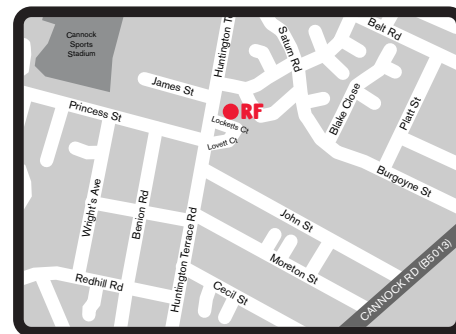 Cannock
Sports
Stadium
Huntington Te
Saturn Rd
Belt Rd
James St
RF
Princess St
Locketts Ct
Lovett Ct
Blake Close
Platt St
Burgoyne St
Wright's Ave
Benion Rd
Huntington Terrace Rd
John St
Moreton St
CANNOCK RD (B5013)
Redhill Rd
Cecil St